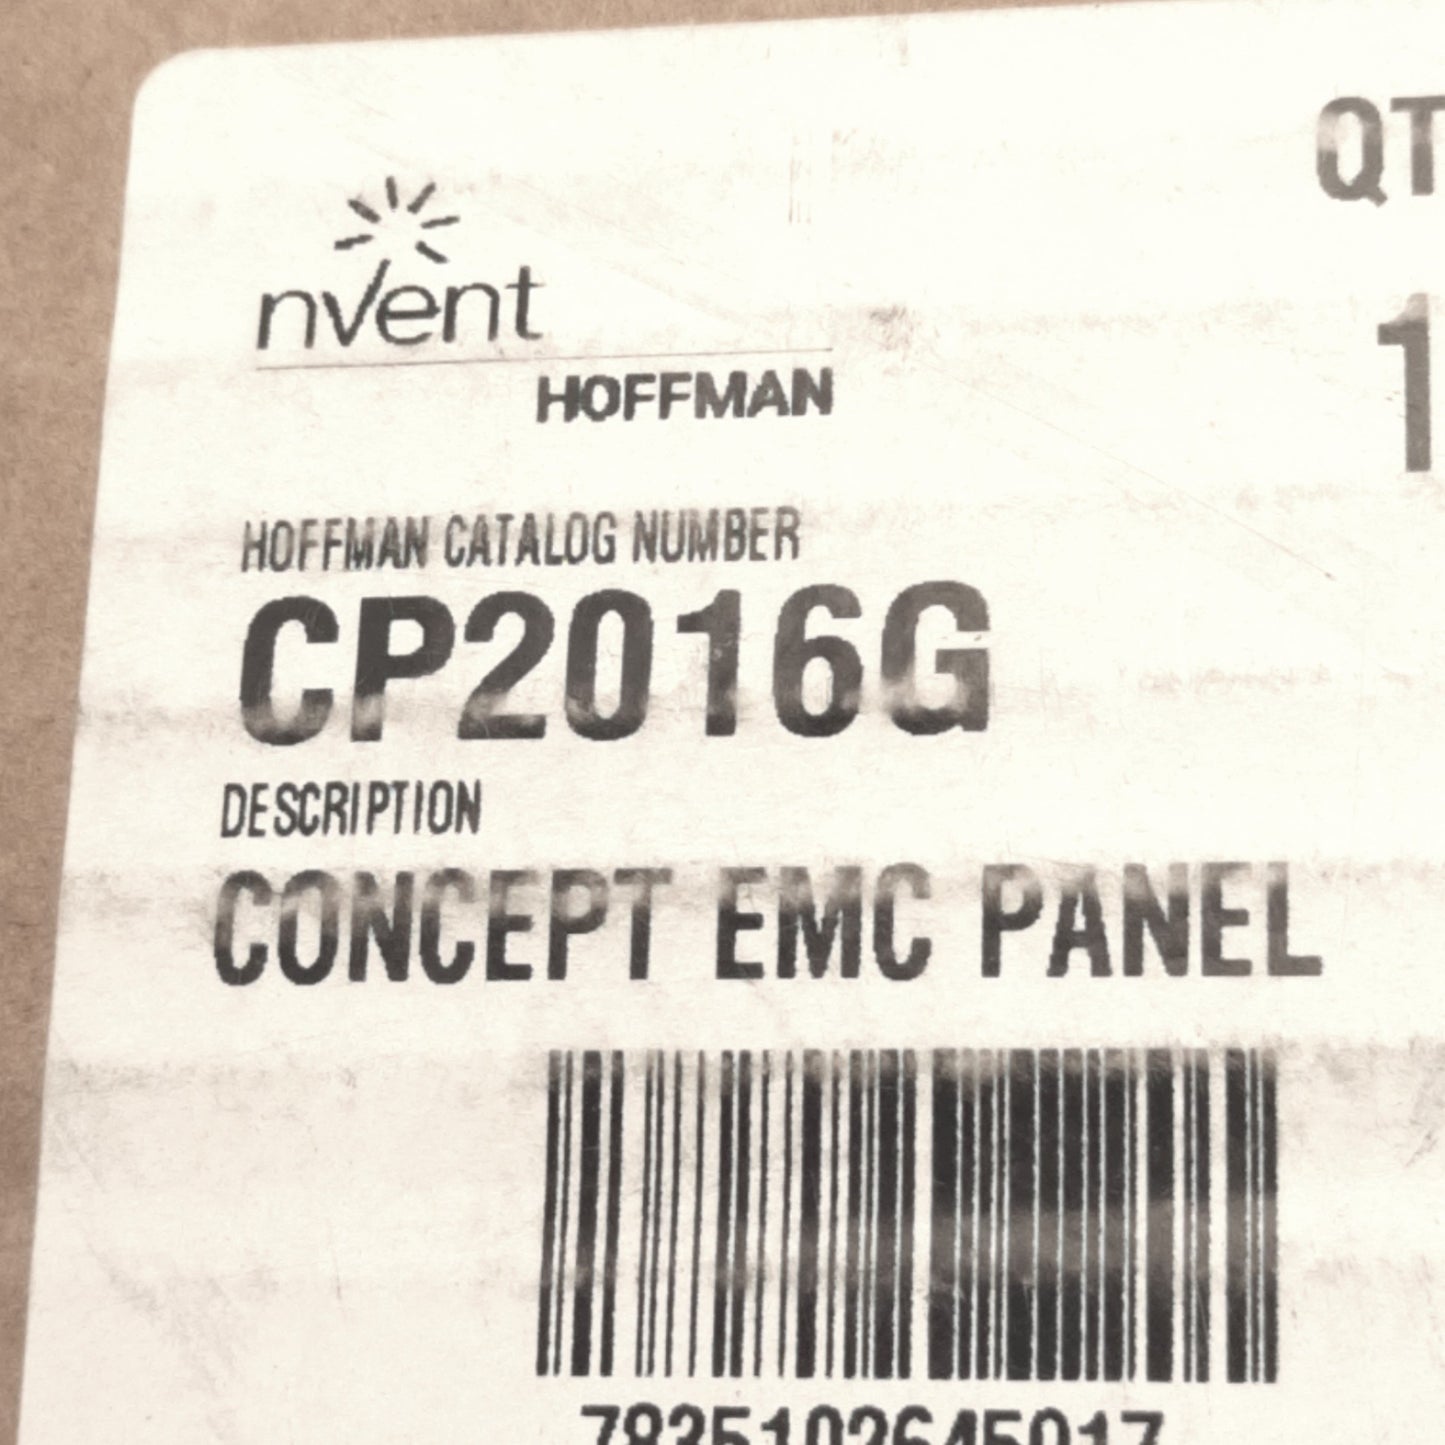 QT
nVent
1
HOFFMAN
HOFFMAN CATALOG NUMBER
CP2016G
DESCRIPTION
CONCEPT EMC PANEL